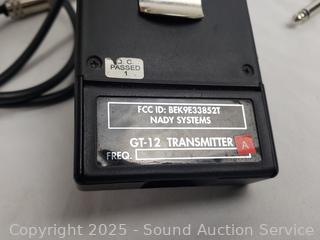 Q.C.
PASSED
1
FCC ID: BEK9E33852T
NADY SYSTEMS
GT-12 TRANSMITTER
FREQ. A
Copyright 2025 - Sound Auction Service